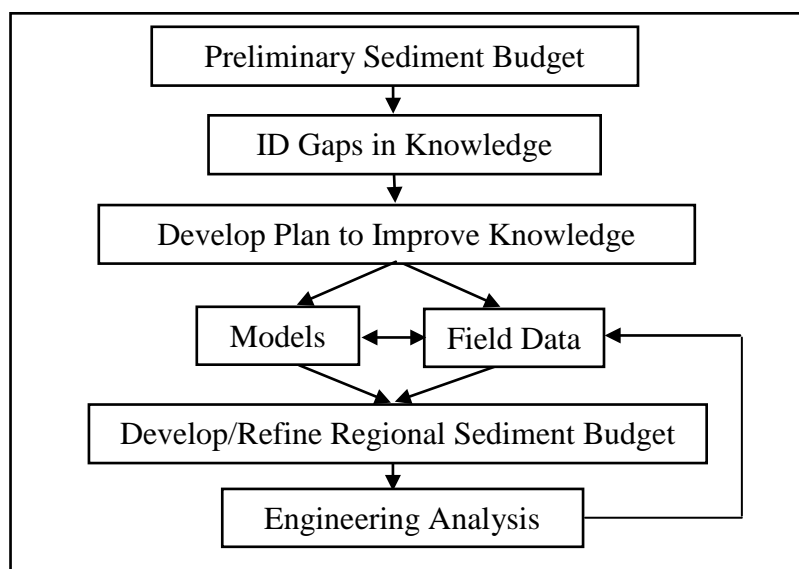 Preliminary Sediment Budget
ID Gaps in Knowledge
Develop Plan to Improve Knowledge
Models
Field Data
Develop/Refine Regional Sediment Budget
Engineering Analysis